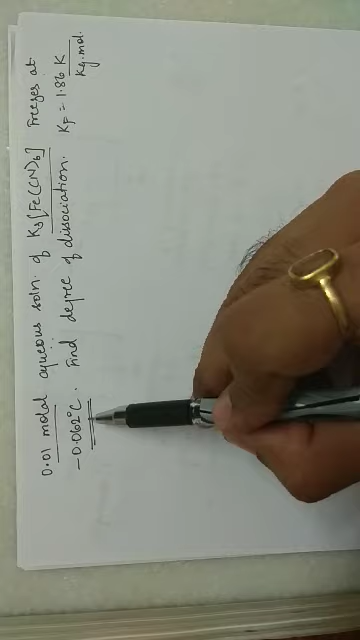 0.01 molal aqueous soln. of K3[Fe(CN)6] freezes at
-0.062°C. Find degree of dissociation. KF = 1.86 K
Kg.mol.